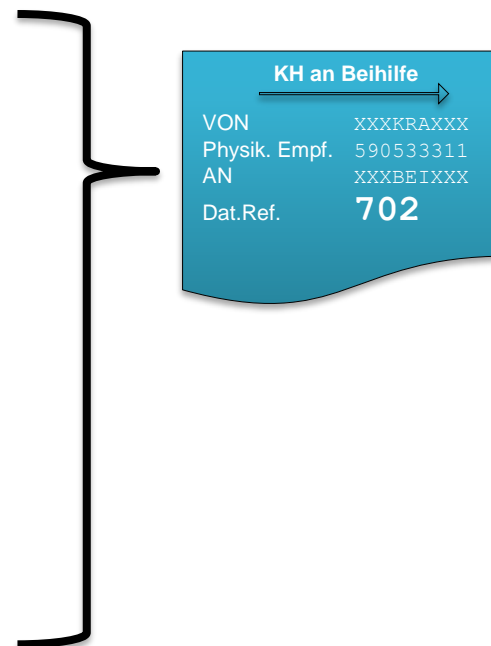 KH an Beihilfe
VON XXXKRAXXX
Physik. Empf. 590533311
AN XXXBEIXXX
Dat.Ref. 702